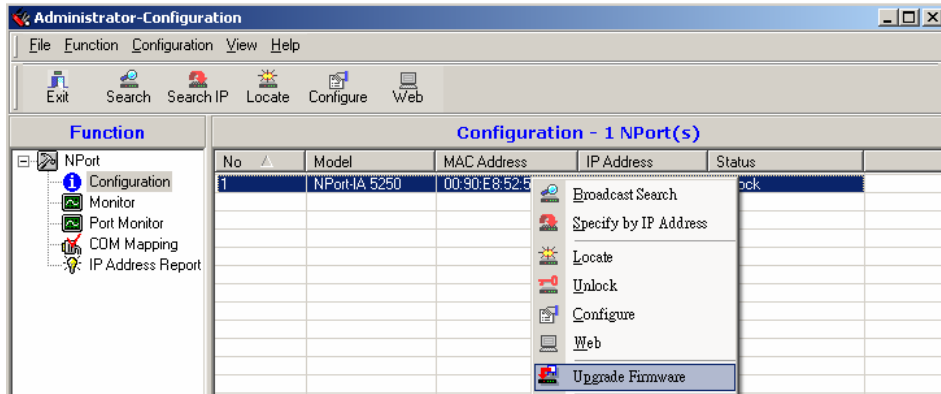 Administrator-Configuration
File Function Configuration View Help
Exit Search Search IP Locate Configure Web
Function
Configuration - 1 NPort(s)
NPort
Configuration
Monitor
Port Monitor
COM Mapping
IP Address Report
No Model MAC Address IP Address Status
1 NPort-IA 5250 00:90:E8:52:5
Broadcast Search
Specify by IP Address
Locate
Unlock
Configure
Web
Upgrade Firmware